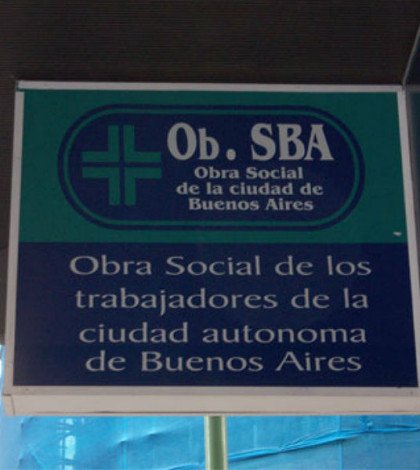 Ob. SBA
Obra Social
de la ciudad de
Buenos Aires
Obra Social de los
trabajadores de la
ciudad autonoma
de Buenos Aires